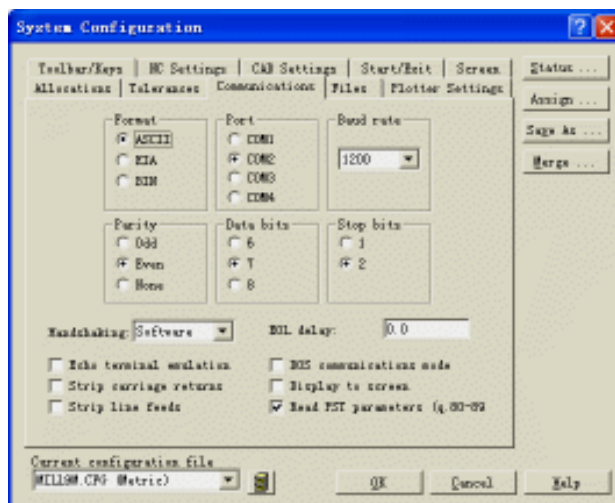 System Configuration
Toolbar/Keys NC Settings CAD Settings Start/Exit Screen
Allocations Tolerances Communications Files Plotter Settings
Status ...
Assign ...
Save As ...
Merge ...
Format
ASCII
EIA
BIN
Port
COM1
COM2
COM3
COM4
Baud rate
1200
Parity
Odd
Even
None
Data bits
6
7
8
Stop bits
1
2
Handshaking: Software
EOL delay: 0.0
Echo terminal emulation
Strip carriage returns
Strip line feeds
DOS communications mode
Display to screen
Read PST parameters (q.80-89
Current configuration file
MILL9M.CFG (Metric)
OK
Cancel
Help